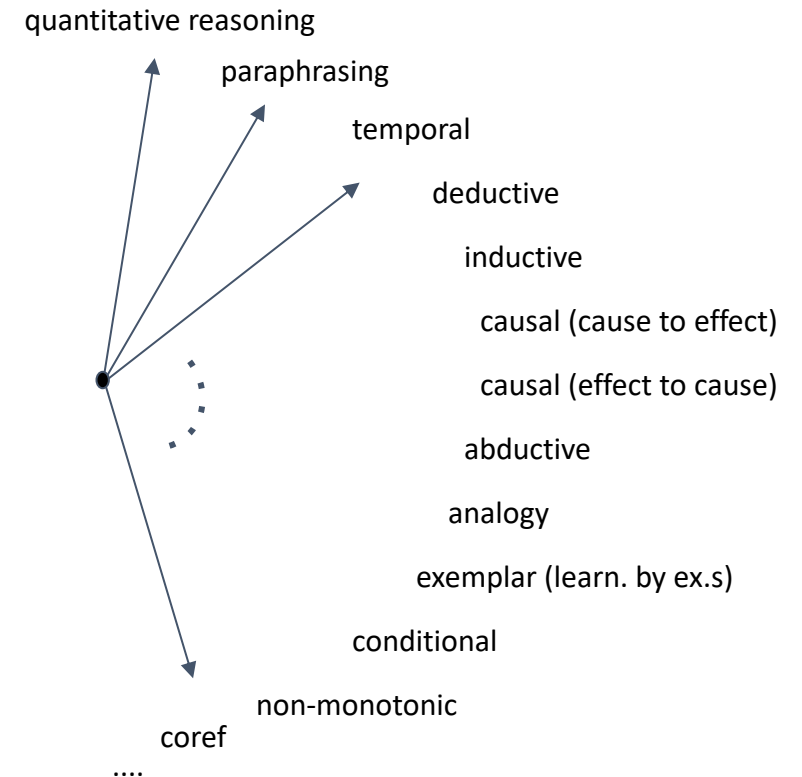 quantitative reasoning
paraphrasing
temporal
deductive
inductive
causal (cause to effect)
causal (effect to cause)
abductive
analogy
exemplar (learn. by ex.s)
conditional
non-monotonic
coref
....